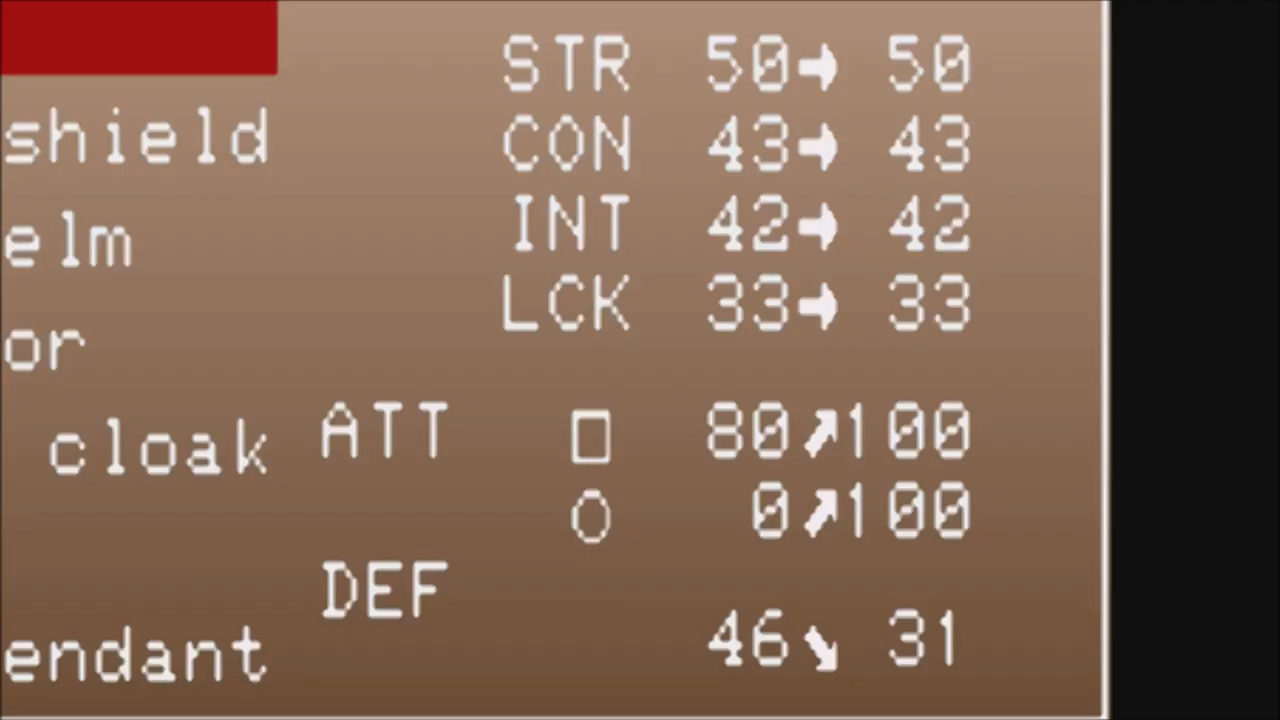 STR 50→ 50
shield CON 43→ 43
elm INT 42→ 42
LCK 33→ 33
or
cloak ATT □ 80↗100
○ 0↗100
DEF
endant 46↘ 31